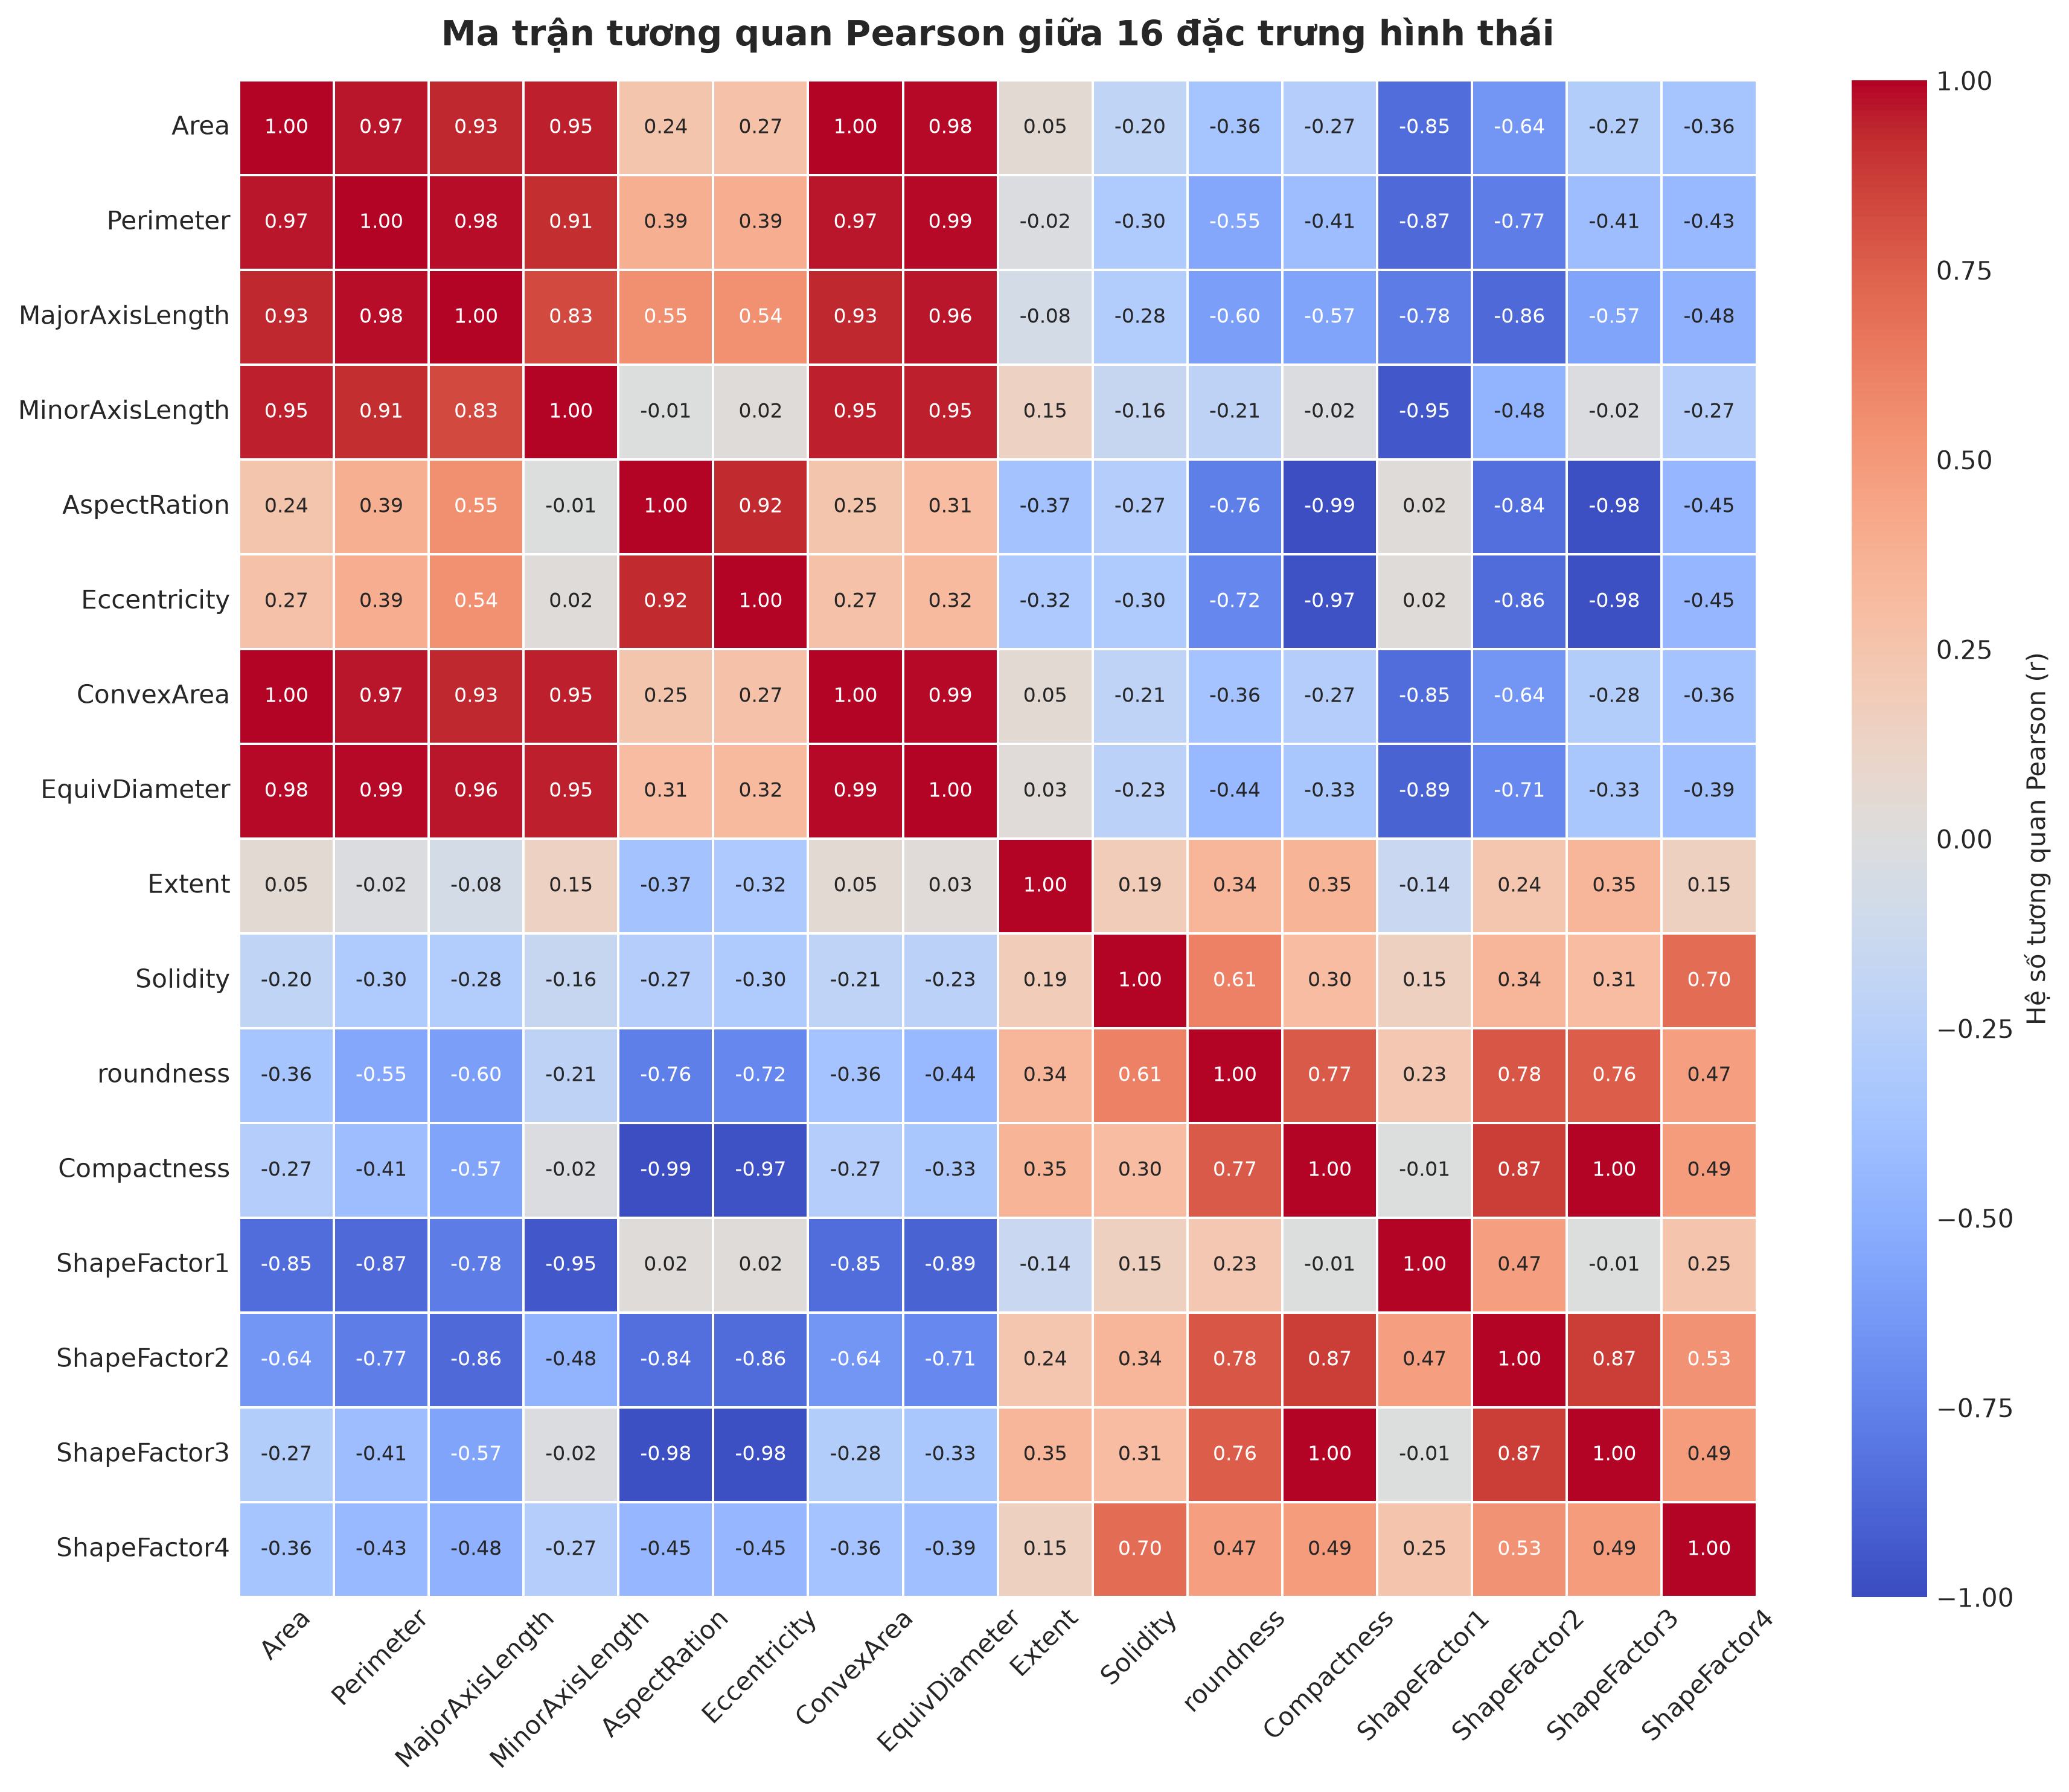 Ma trận tương quan Pearson giữa 16 đặc trưng hình thái
Area 1.00 0.97 0.93 0.95 0.24 0.27 1.00 0.98 0.05 -0.20 -0.36 -0.27 -0.85 -0.64 -0.27 -0.36
Perimeter 0.97 1.00 0.98 0.91 0.39 0.39 0.97 0.99 -0.02 -0.30 -0.55 -0.41 -0.87 -0.77 -0.41 -0.43
MajorAxisLength 0.93 0.98 1.00 0.83 0.55 0.54 0.93 0.96 -0.08 -0.28 -0.60 -0.57 -0.78 -0.86 -0.57 -0.48
MinorAxisLength 0.95 0.91 0.83 1.00 -0.01 0.02 0.95 0.95 0.15 -0.16 -0.21 -0.02 -0.95 -0.48 -0.02 -0.27
AspectRation 0.24 0.39 0.55 -0.01 1.00 0.92 0.25 0.31 -0.37 -0.27 -0.76 -0.99 0.02 -0.84 -0.98 -0.45
Eccentricity 0.27 0.39 0.54 0.02 0.92 1.00 0.27 0.32 -0.32 -0.30 -0.72 -0.97 0.02 -0.86 -0.98 -0.45
ConvexArea 1.00 0.97 0.93 0.95 0.25 0.27 1.00 0.99 0.05 -0.21 -0.36 -0.27 -0.85 -0.64 -0.28 -0.36
EquivDiameter 0.98 0.99 0.96 0.95 0.31 0.32 0.99 1.00 0.03 -0.23 -0.44 -0.33 -0.89 -0.71 -0.33 -0.39
Extent 0.05 -0.02 -0.08 0.15 -0.37 -0.32 0.05 0.03 1.00 0.19 0.34 0.35 -0.14 0.24 0.35 0.15
Solidity -0.20 -0.30 -0.28 -0.16 -0.27 -0.30 -0.21 -0.23 0.19 1.00 0.61 0.30 0.15 0.34 0.31 0.70
roundness -0.36 -0.55 -0.60 -0.21 -0.76 -0.72 -0.36 -0.44 0.34 0.61 1.00 0.77 0.23 0.78 0.76 0.47
Compactness -0.27 -0.41 -0.57 -0.02 -0.99 -0.97 -0.27 -0.33 0.35 0.30 0.77 1.00 -0.01 0.87 1.00 0.49
ShapeFactor1 -0.85 -0.87 -0.78 -0.95 0.02 0.02 -0.85 -0.89 -0.14 0.15 0.23 -0.01 1.00 0.47 -0.01 0.25
ShapeFactor2 -0.64 -0.77 -0.86 -0.48 -0.84 -0.86 -0.64 -0.71 0.24 0.34 0.78 0.87 0.47 1.00 0.87 0.53
ShapeFactor3 -0.27 -0.41 -0.57 -0.02 -0.98 -0.98 -0.28 -0.33 0.35 0.31 0.76 1.00 -0.01 0.87 1.00 0.49
ShapeFactor4 -0.36 -0.43 -0.48 -0.27 -0.45 -0.45 -0.36 -0.39 0.15 0.70 0.47 0.49 0.25 0.53 0.49 1.00
Area Perimeter MajorAxisLength MinorAxisLength AspectRation Eccentricity ConvexArea EquivDiameter Extent Solidity roundness Compactness ShapeFactor1 ShapeFactor2 ShapeFactor3 ShapeFactor4
1.00
0.75
0.50
0.25
0.00
−0.25
−0.50
−0.75
−1.00
Hệ số tương quan Pearson (r)